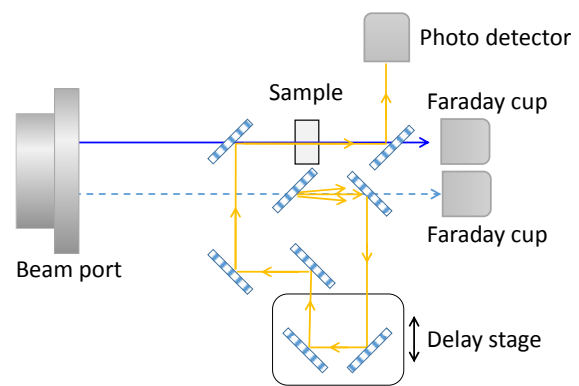 Photo detector
Sample
Faraday cup
Faraday cup
Beam port
Delay stage